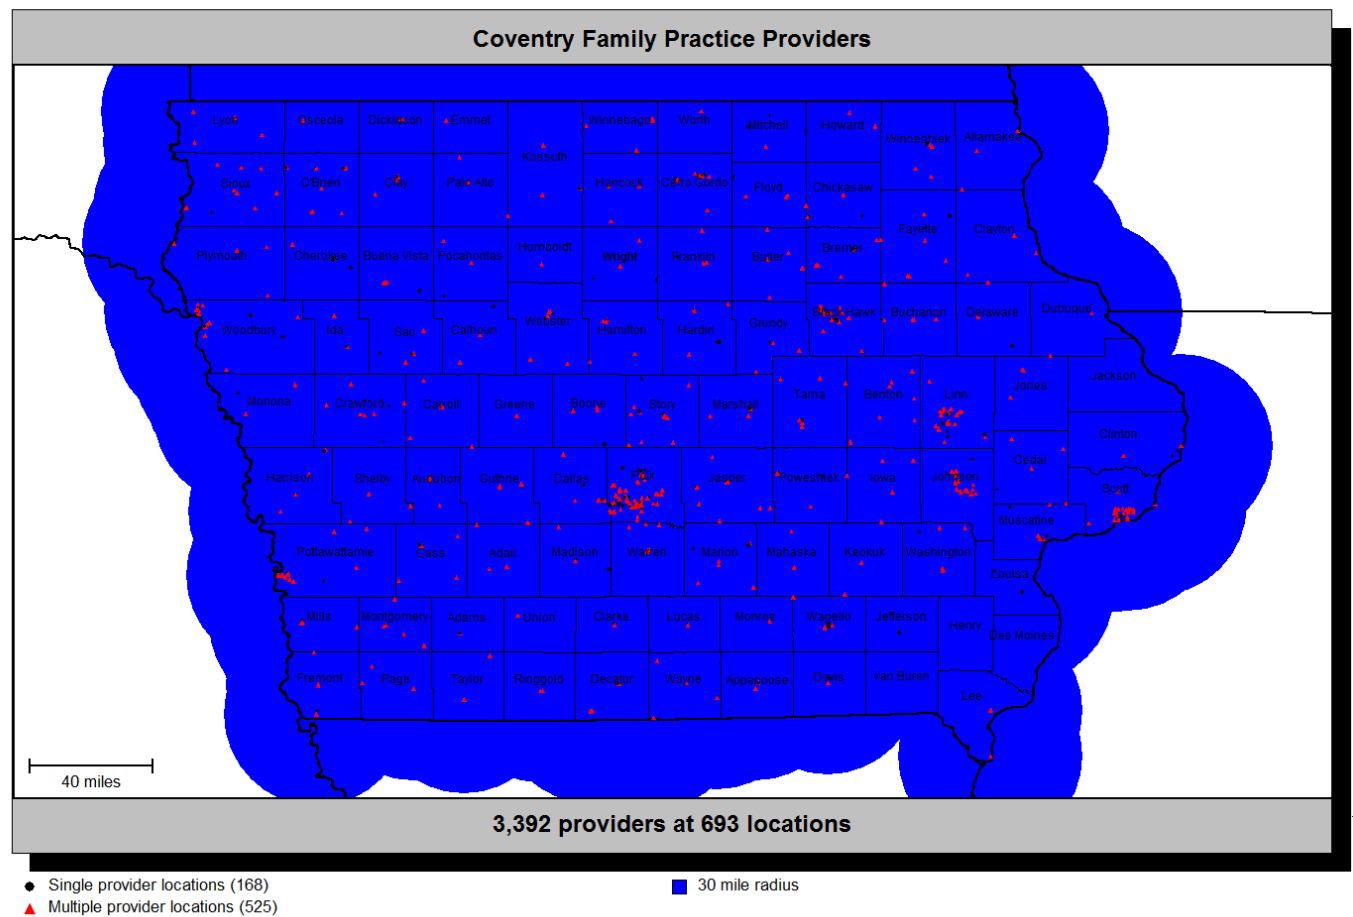 Coventry Family Practice Providers
Lyon Osceola Dickinson Emmet Winnebago Worth Mitchell Howard Winneshiek Allamakee
Kossuth
Sioux O'Brien Clay Palo Alto Hancock Cerro Gordo Floyd Chickasaw
Fayette Clayton
Plymouth Cherokee Buena Vista Pocahontas Humboldt Wright Franklin Butler Bremer
Woodbury Ida Sac Calhoun Webster Hamilton Hardin Grundy Black Hawk Buchanan Delaware Dubuque
Jackson
Monona Crawford Carroll Greene Boone Story Marshall Tama Benton Linn Jones
Clinton
Harrison Shelby Audubon Guthrie Dallas Polk Jasper Poweshiek Iowa Johnson Cedar
Scott
Muscatine
Pottawattamie Cass Adair Madison Warren Marion Mahaska Keokuk Washington
Louisa
Mills Montgomery Adams Union Clarke Lucas Monroe Wapello Jefferson Henry
Des Moines
Fremont Page Taylor Ringgold Decatur Wayne Appanoose Davis Van Buren
Lee
40 miles
3,392 providers at 693 locations
Single provider locations (168)
30 mile radius
Multiple provider locations (525)